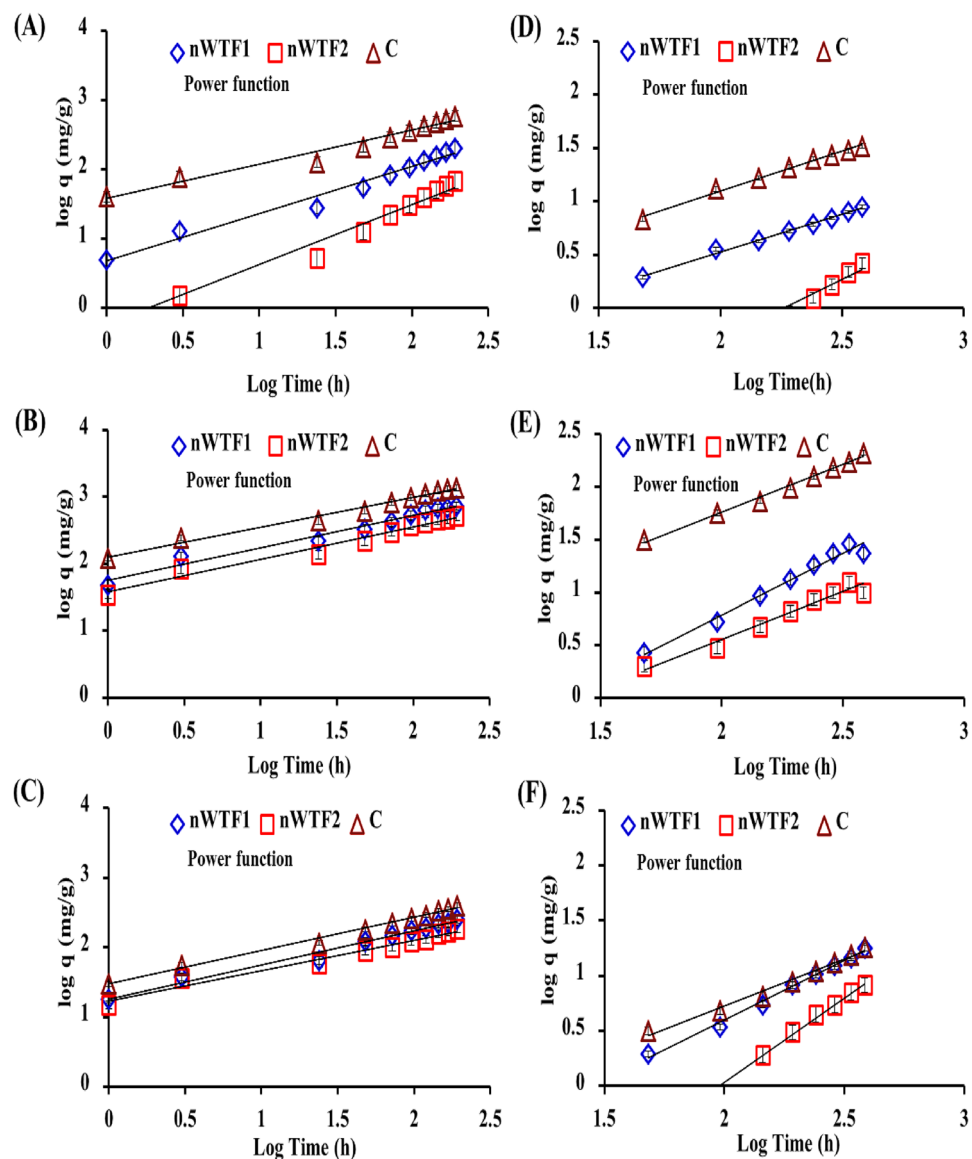 (A)
4
3
2
1
0
log q (mg/g)
nWTF1 nWTF2 C
Power function
0 0.5 1 1.5 2 2.5
Log Time (h)
(D)
2.5
2
1.5
1
0.5
0
log q (mg/g)
nWTF1 nWTF2 C
Power function
1.5 2 2.5 3
Log Time(h)
(B)
4
3
2
1
0
log q (mg/g)
nWTF1 nWTF2 C
Power function
0 0.5 1 1.5 2 2.5
Log Time (h)
(E)
2.5
2
1.5
1
0.5
0
log q (mg/g)
nWTF1 nWTF2 C
Power function
1.5 2 2.5 3
Log Time (h)
(C)
4
3
2
1
0
log q (mg/g)
nWTF1 nWTF2 C
Power function
0 0.5 1 1.5 2 2.5
Log Time (h)
(F)
2.5
2
1.5
1
0.5
0
log q (mg/g)
nWTF1 nWTF2 C
Power function
1.5 2 2.5 3
Log Time (h)